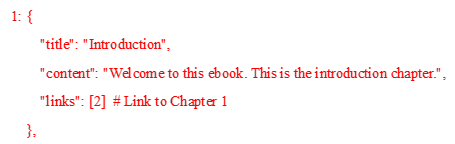 1: {
"title": "Introduction",
"content": "Welcome to this ebook. This is the introduction chapter.",
"links": [2]  # Link to Chapter 1
},